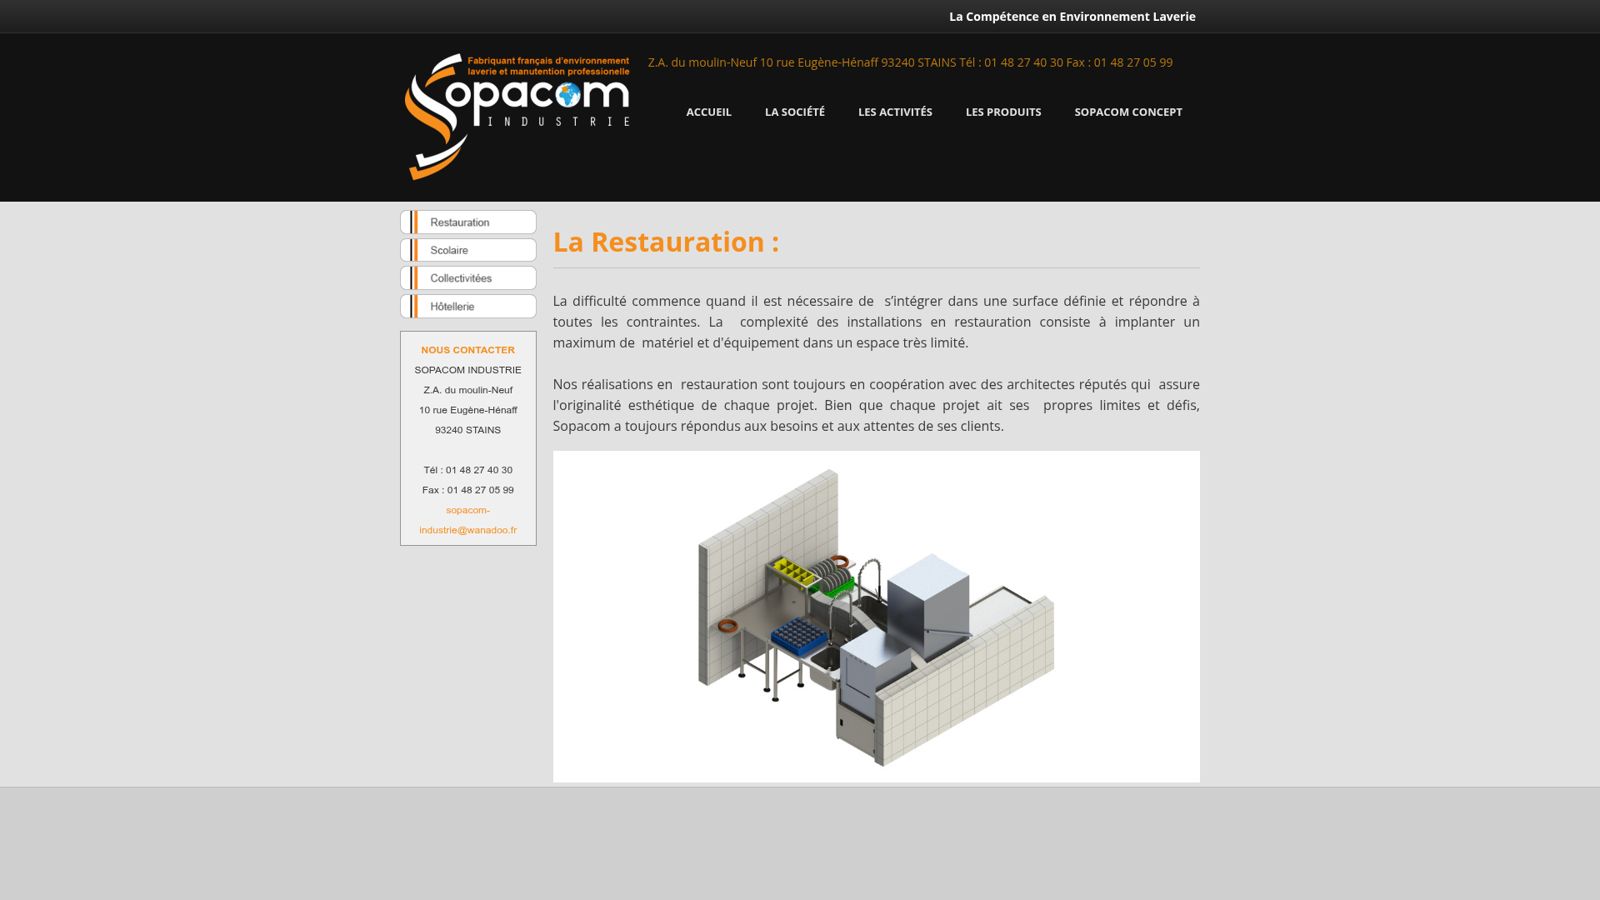 La Compétence en Environnement Laverie
Fabriquant français d'environnement
laverie et manutention professionelle
Sopacom
INDUSTRIE
Z.A. du moulin-Neuf 10 rue Eugène-Hénaff 93240 STAINS Tél : 01 48 27 40 30 Fax : 01 48 27 05 99
ACCUEIL LA SOCIÉTÉ LES ACTIVITÉS LES PRODUITS SOPACOM CONCEPT
Restauration
Scolaire
Collectivitées
Hôtellerie
NOUS CONTACTER
SOPACOM INDUSTRIE
Z.A. du moulin-Neuf
10 rue Eugène-Hénaff
93240 STAINS
Tél : 01 48 27 40 30
Fax : 01 48 27 05 99
sopacom-
industrie@wanadoo.fr
La Restauration :
La difficulté commence quand il est nécessaire de s’intégrer dans une surface définie et répondre à
toutes les contraintes. La complexité des installations en restauration consiste à implanter un
maximum de matériel et d'équipement dans un espace très limité.
Nos réalisations en restauration sont toujours en coopération avec des architectes réputés qui assure
l'originalité esthétique de chaque projet. Bien que chaque projet ait ses propres limites et défis,
Sopacom a toujours répondus aux besoins et aux attentes de ses clients.